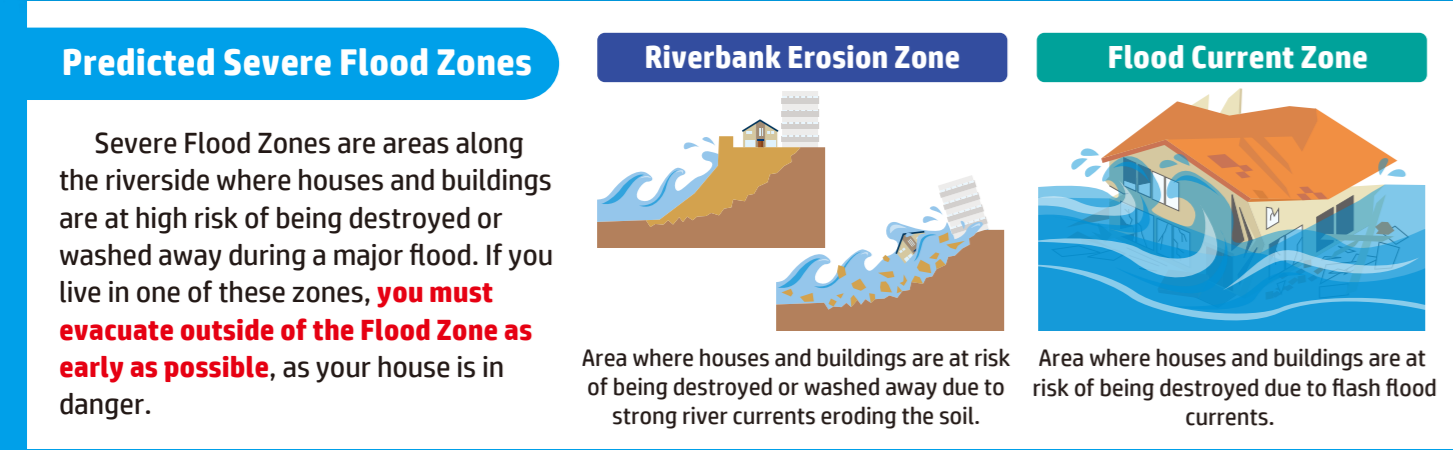 Predicted Severe Flood Zones
Severe Flood Zones are areas along
the riverside where houses and buildings
are at high risk of being destroyed or
washed away during a major flood. If you
live in one of these zones, you must
evacuate outside of the Flood Zone as
early as possible, as your house is in
danger.
Riverbank Erosion Zone
Area where houses and buildings are at risk
of being destroyed or washed away due to
strong river currents eroding the soil.
Flood Current Zone
Area where houses and buildings are at
risk of being destroyed due to flash flood
currents.